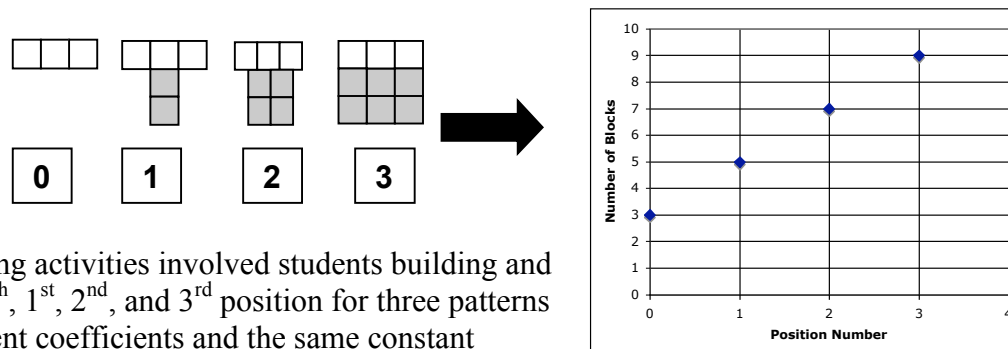 0 1 2 3
10
9
8
7
6
5
4
3
2
1
0
Number of Blocks
0 1 2 3 4
Position Number
ng activities involved students building and
h, 1st, 2nd, and 3rd position for three patterns
ent coefficients and the same constant